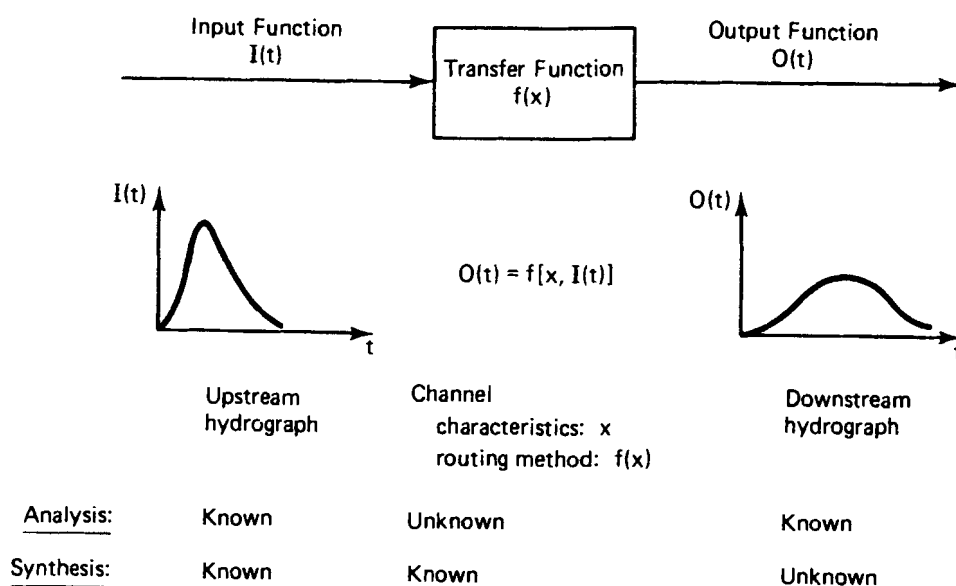 Input Function
I(t)
Transfer Function
f(x)
Output Function
O(t)
I(t)
t
O(t) = f[x, I(t)]
O(t)
t
Upstream
hydrograph
Channel
characteristics: x
routing method: f(x)
Downstream
hydrograph
Analysis: Known Unknown Known
Synthesis: Known Known Unknown